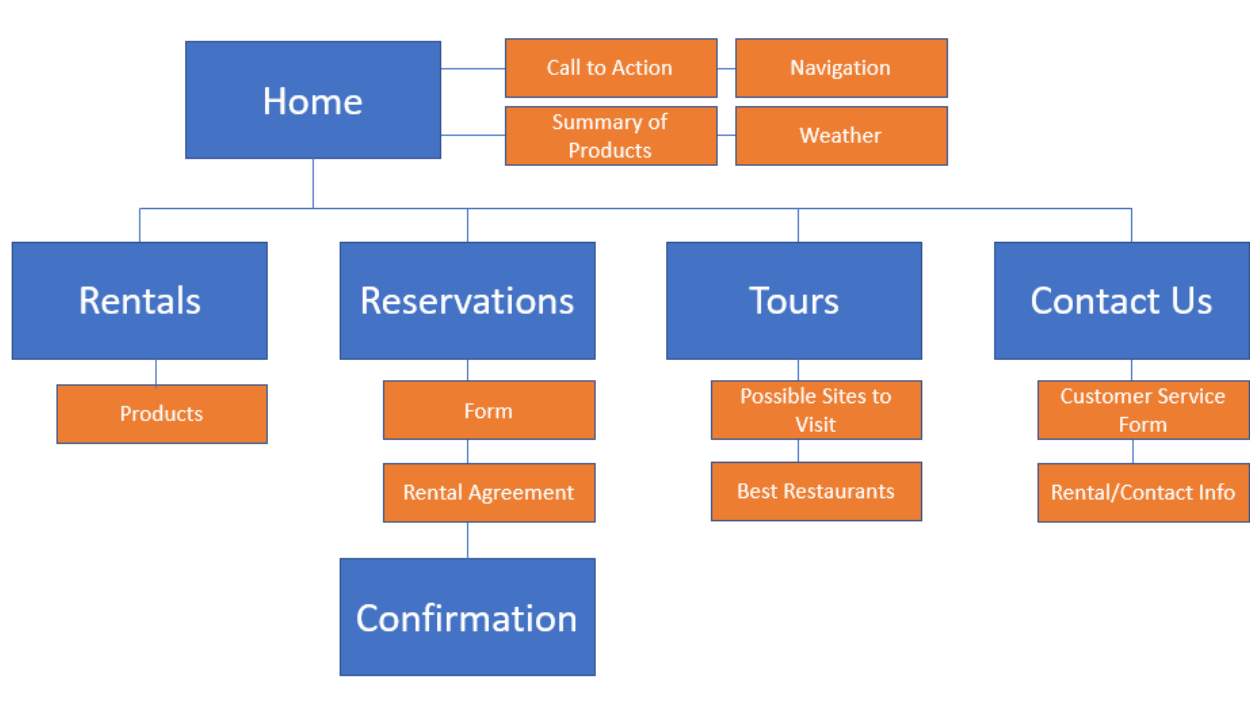 Home
Call to Action
Navigation
Summary of
Products
Weather
Rentals
Reservations
Tours
Contact Us
Products
Form
Possible Sites to
Visit
Customer Service
Form
Rental Agreement
Best Restaurants
Rental/Contact Info
Confirmation